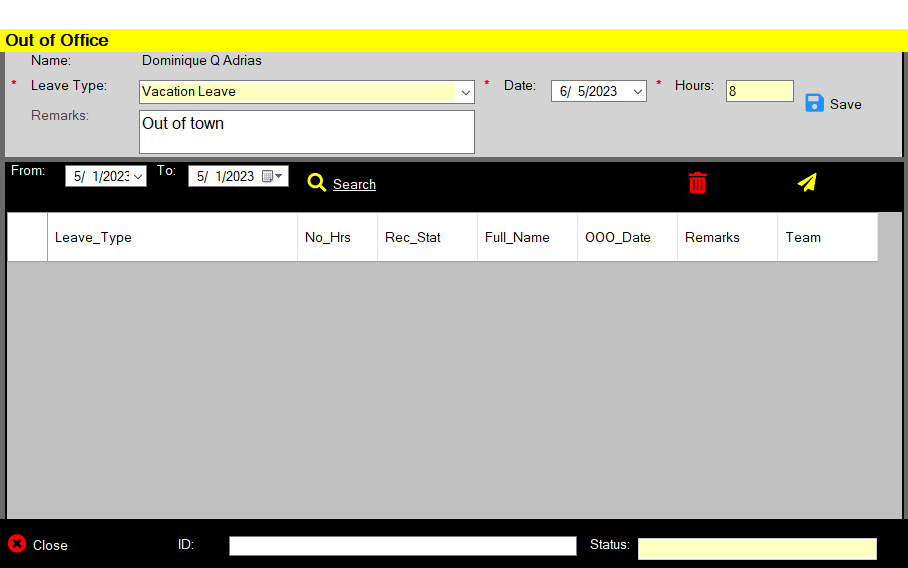 Out of Office
Name: Dominique Q Adrias
* Leave Type: Vacation Leave * Date: 6/ 5/2023 * Hours: 8
Save
Remarks: Out of town
From: 5/ 1/2023 To: 5/ 1/2023 Search
Leave_Type No_Hrs Rec_Stat Full_Name OOO_Date Remarks Team
Close ID: Status: